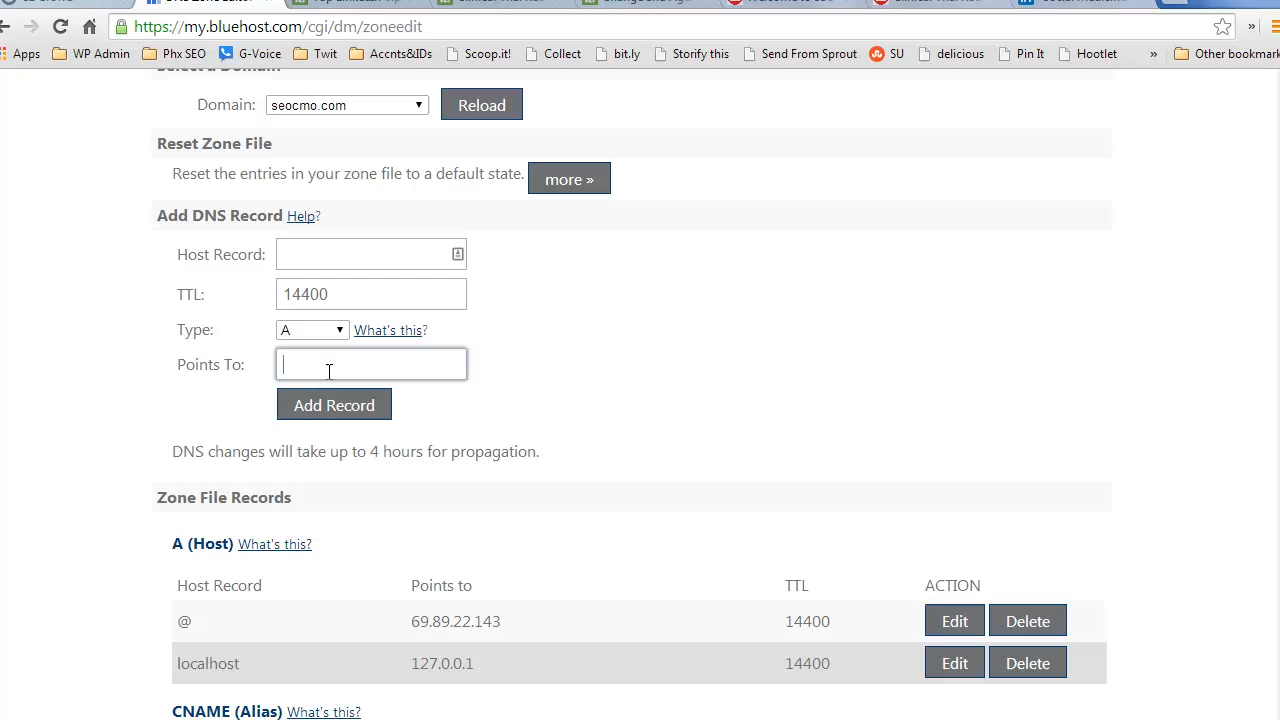 https://my.bluehost.com/cgi/dm/zoneedit
Apps WP Admin Phx SEO G-Voice Twit Accnts&IDs Scoop.it! Collect bit.ly Storify this Send From Sprout SU delicious Pin It Hootlet » Other bookmark
Select a Domain
Domain: seocmo.com Reload
Reset Zone File
Reset the entries in your zone file to a default state. more »
Add DNS Record Help?
Host Record:
TTL: 14400
Type: A What's this?
Points To:
Add Record
DNS changes will take up to 4 hours for propagation.
Zone File Records
A (Host) What's this?
Host Record Points to TTL ACTION
@ 69.89.22.143 14400 Edit Delete
localhost 127.0.0.1 14400 Edit Delete
CNAME (Alias) What's this?